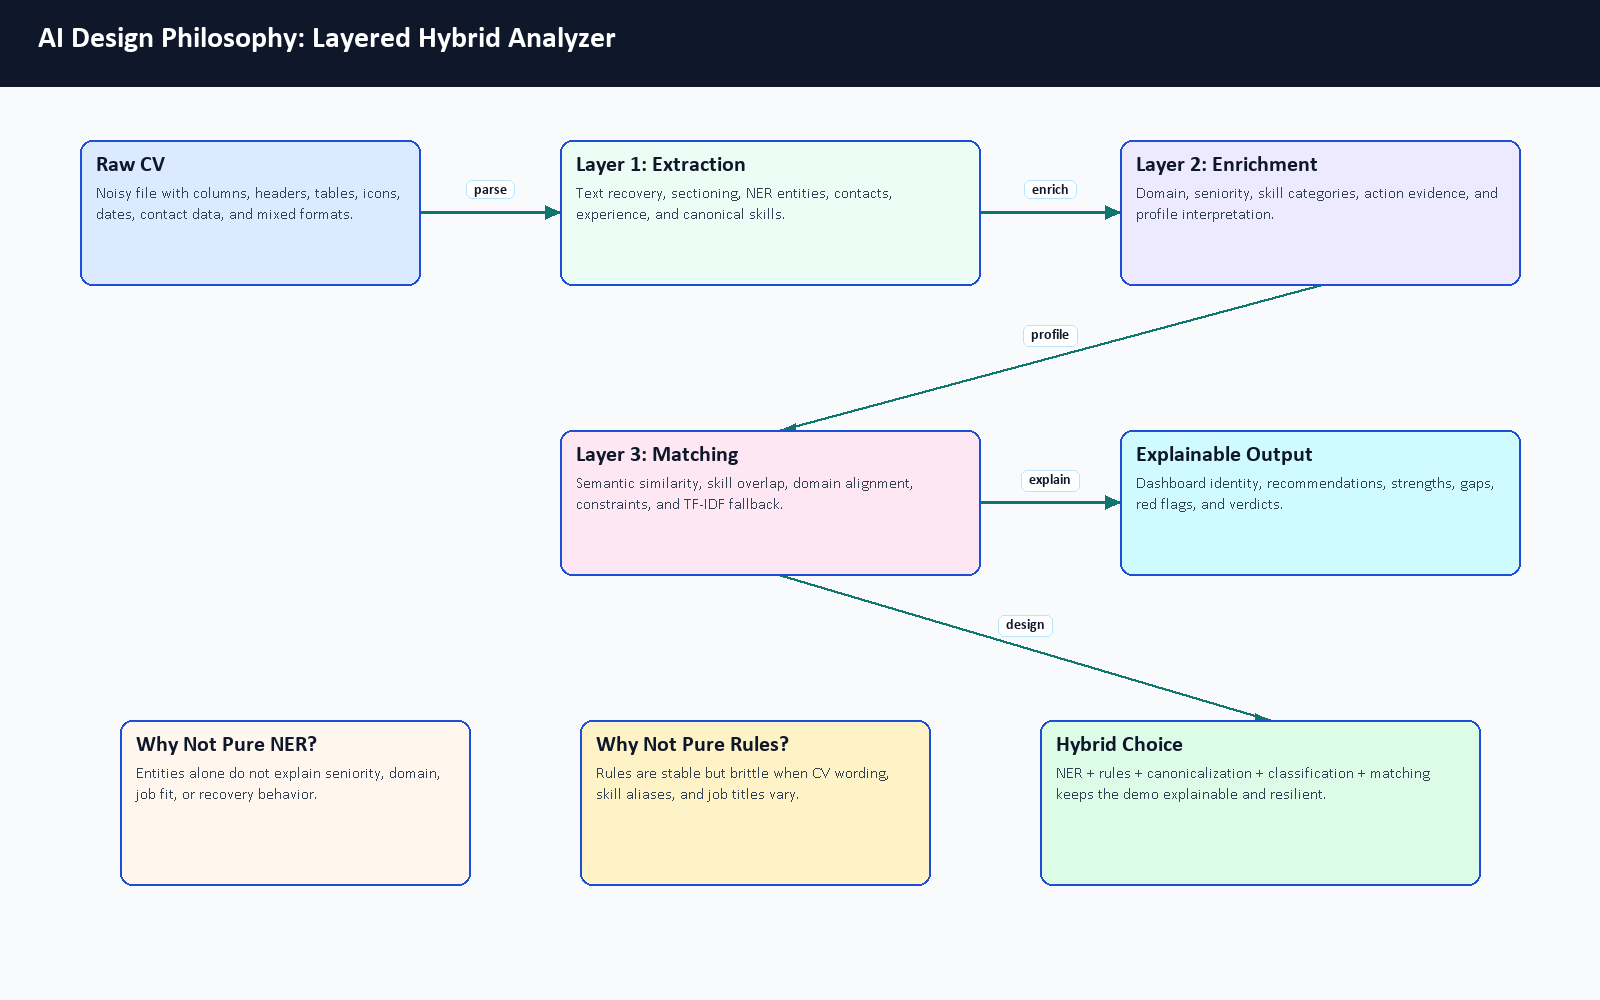 AI Design Philosophy: Layered Hybrid Analyzer
Raw CV
Noisy file with columns, headers, tables, icons,
dates, contact data, and mixed formats.
parse
Layer 1: Extraction
Text recovery, sectioning, NER entities, contacts,
experience, and canonical skills.
enrich
Layer 2: Enrichment
Domain, seniority, skill categories, action evidence, and
profile interpretation.
profile
Layer 3: Matching
Semantic similarity, skill overlap, domain alignment,
constraints, and TF-IDF fallback.
explain
Explainable Output
Dashboard identity, recommendations, strengths, gaps,
red flags, and verdicts.
design
Why Not Pure NER?
Entities alone do not explain seniority, domain,
job fit, or recovery behavior.
Why Not Pure Rules?
Rules are stable but brittle when CV wording,
skill aliases, and job titles vary.
Hybrid Choice
NER + rules + canonicalization + classification + matching
keeps the demo explainable and resilient.